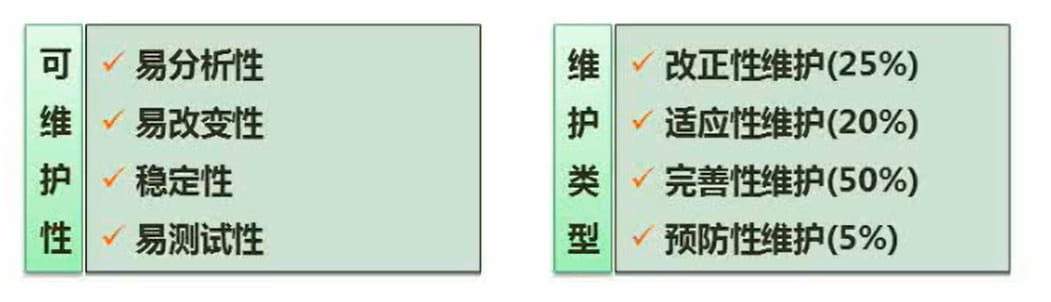 可维护性
易分析性
易改变性
稳定性
易测试性
维护类型
改正性维护(25%)
适应性维护(20%)
完善性维护(50%)
预防性维护(5%)